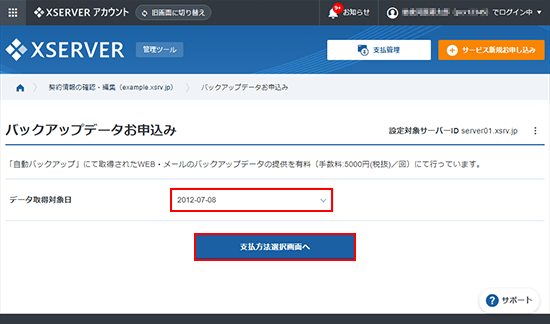 XSERVER アカウント
旧画面に切り替え
9+
お知らせ
でログイン中
XSERVER
管理ツール
支払管理
サービス新規お申し込み
契約情報の確認・編集（example.xsrv.jp）
バックアップデータお申込み
バックアップデータお申込み
設定対象サーバーID server01.xsrv.jp
「自動バックアップ」にて取得されたWEB・メールのバックアップデータの提供を有料（手数料:5000円(税抜)／回）にて行っています。
データ取得対象日
2012-07-08
支払方法選択画面へ
? サポート